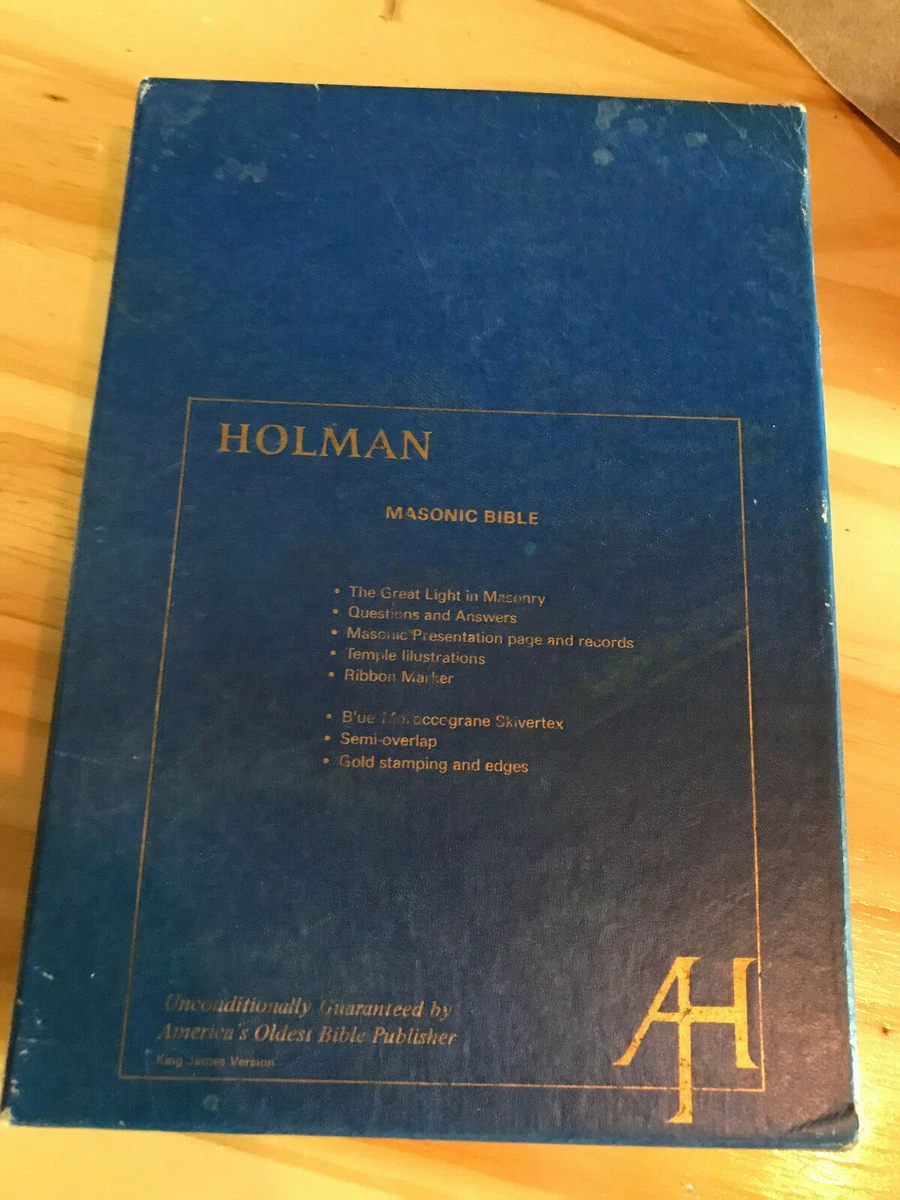 HOLMAN
MASONIC BIBLE
• The Great Light in Masonry
• Questions and Answers
• Masonic Presentation page and records
• Temple Illustrations
• Ribbon Marker
• Blue Moroccograne Skivertex
• Semi-overlap
• Gold stamping and edges
Unconditionally Guaranteed by
America's Oldest Bible Publisher
King James Version
AH